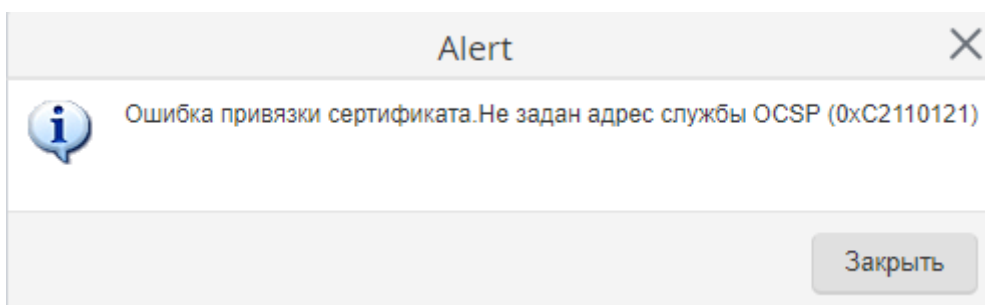 Alert
Ошибка привязки сертификата.Не задан адрес службы OCSP (0xC2110121)
Закрыть